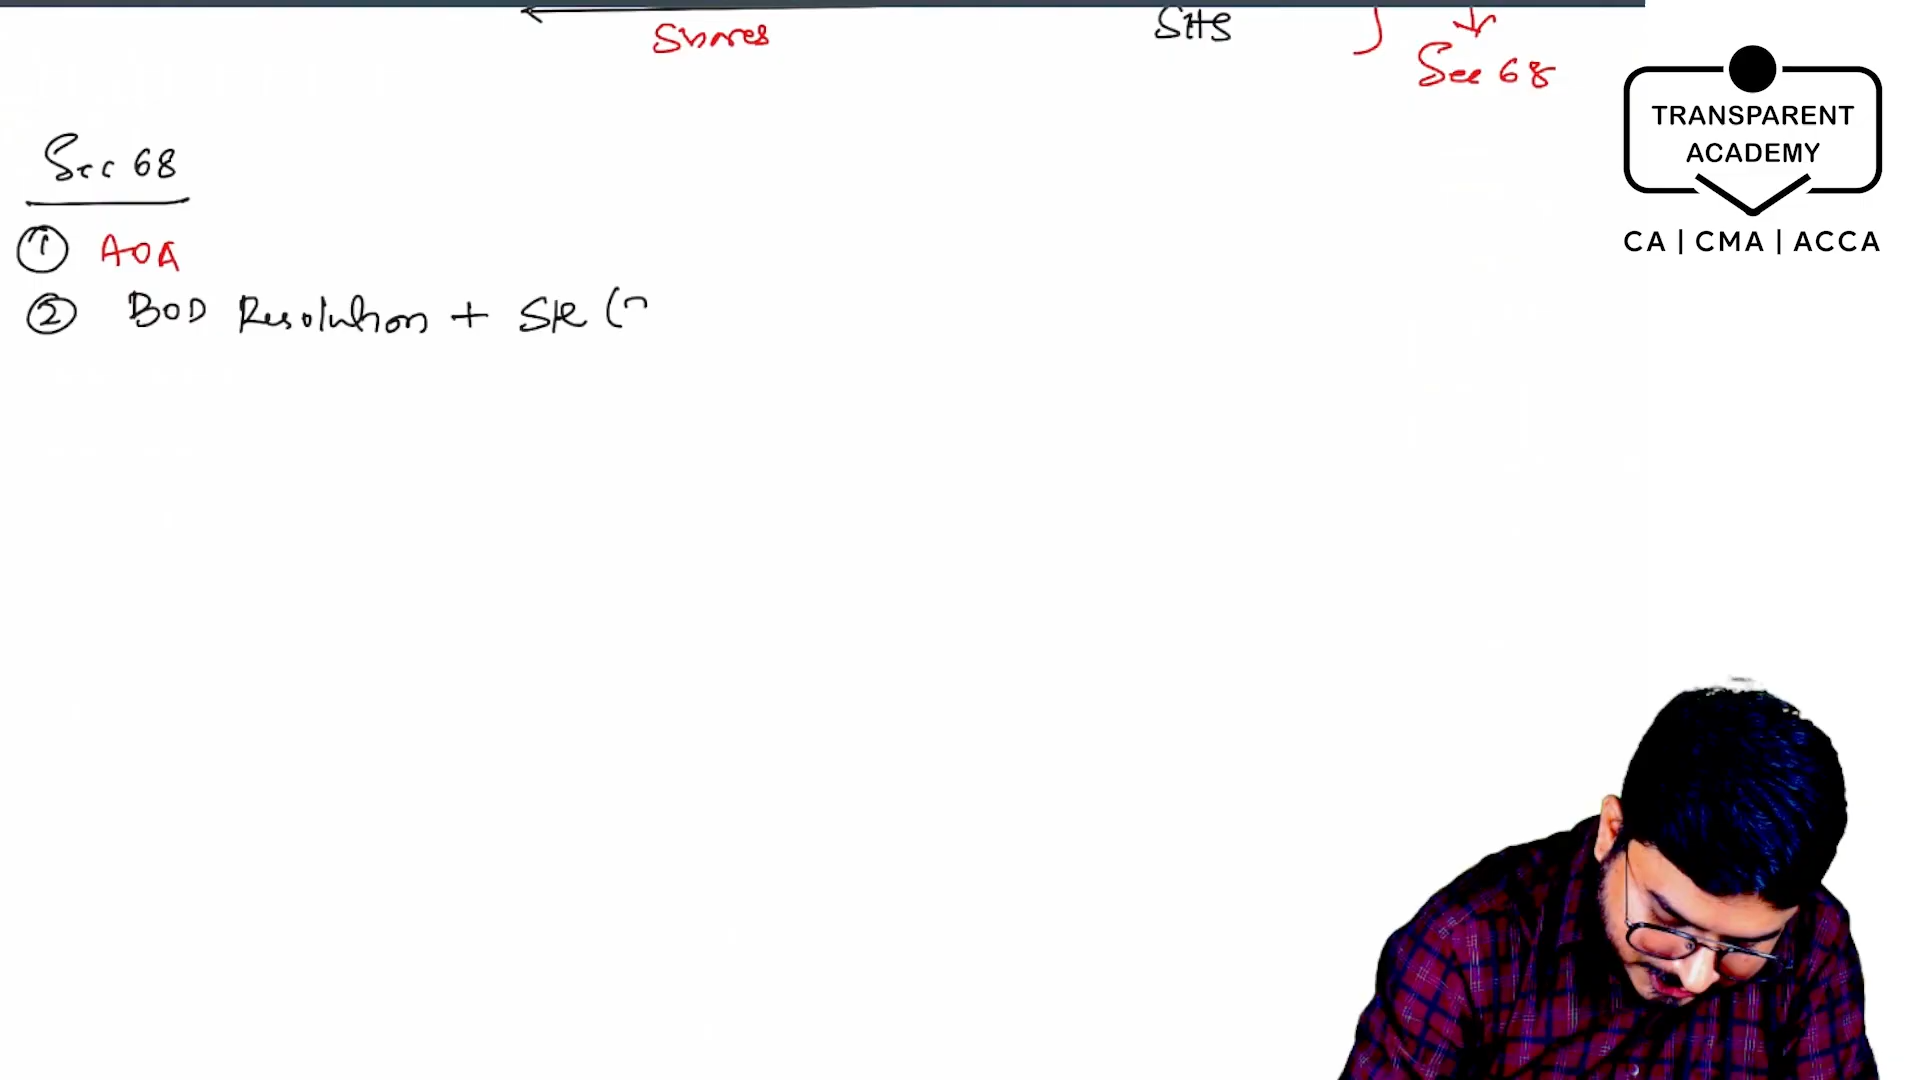 Shares SHS
Sec 68
TRANSPARENT
ACADEMY
CA | CMA | ACCA
Sec 68
1 AOA
2 BOD Resolution + SR (